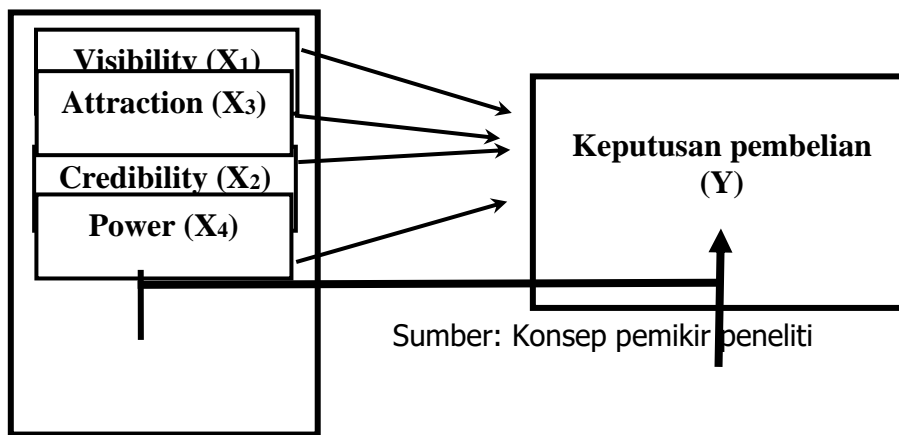 Visibility (X1)
Attraction (X3)
Credibility (X2)
Power (X4)
Keputusan pembelian
(Y)
Sumber: Konsep pemikir peneliti